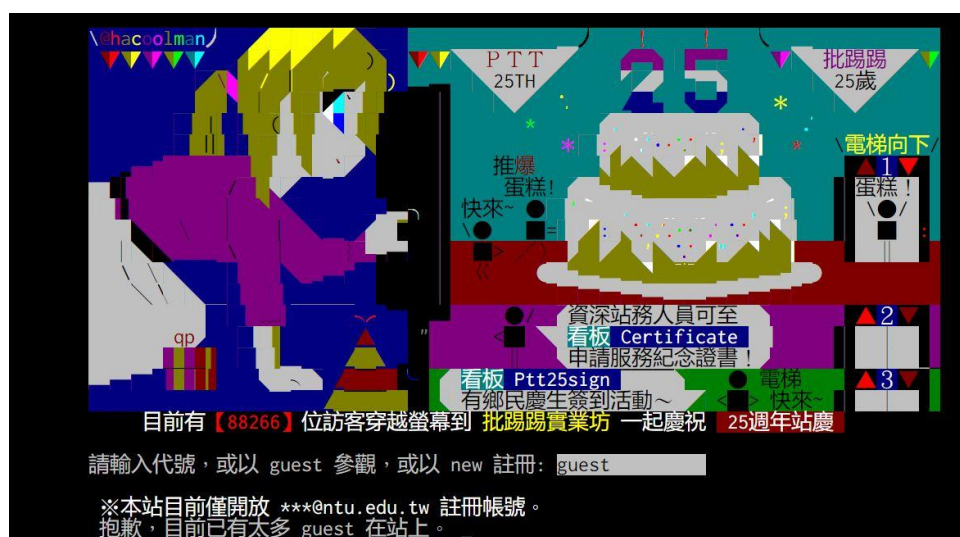 \@hacoolman/
PTT
25TH
25
批踢踢
25歲
電梯向下
1
推爆
蛋糕!
蛋糕！
快來~
資深站務人員可至
2
看板 Certificate
qp
申請服務紀念證書！
看板 Ptt25sign
電梯
3
有鄉民慶生簽到活動～
快來~
目前有【88266】位訪客穿越螢幕到 批踢踢實業坊 一起慶祝 25週年站慶
請輸入代號，或以 guest 參觀，或以 new 註冊: guest
※本站目前僅開放 ***@ntu.edu.tw 註冊帳號。
抱歉，目前已有太多 guest 在站上。